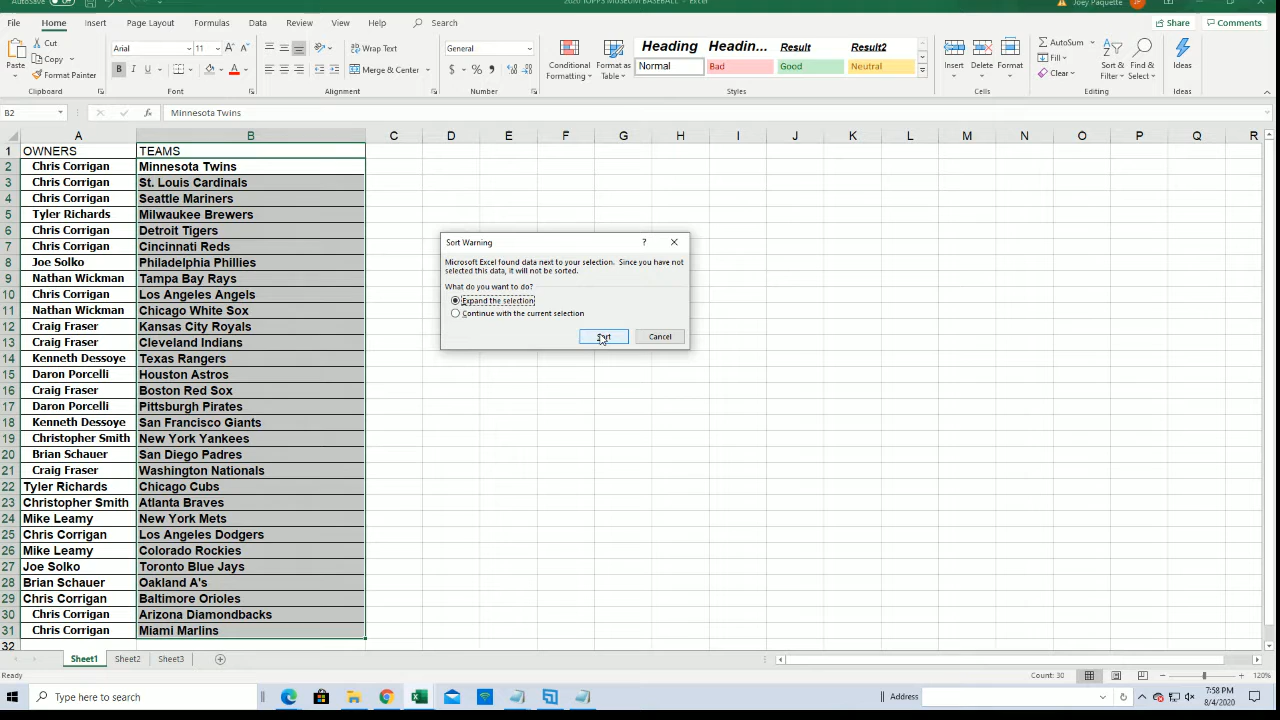 AutoSave Off 2020 TOPPS MUSEUM BASEBALL - Excel Joey Paquette JP
File Home Insert Page Layout Formulas Data Review View Help Search Share Comments
Paste Cut Copy Format Painter Clipboard
Arial 11 Font
Wrap Text Merge & Center Alignment
General Number
Conditional Formatting Format as Table
Heading Headin... Result Result2
Normal Bad Good Neutral
Styles
Insert Delete Format Cells
AutoSum Fill Clear Sort & Filter Find & Select Editing
Ideas Ideas
B2 fx Minnesota Twins
A B C D E F G H I J K L M N O P Q R
1 OWNERS TEAMS
2 Chris Corrigan Minnesota Twins
3 Chris Corrigan St. Louis Cardinals
4 Chris Corrigan Seattle Mariners
5 Tyler Richards Milwaukee Brewers
6 Chris Corrigan Detroit Tigers
7 Chris Corrigan Cincinnati Reds
8 Joe Solko Philadelphia Phillies
9 Nathan Wickman Tampa Bay Rays
10 Chris Corrigan Los Angeles Angels
11 Nathan Wickman Chicago White Sox
12 Craig Fraser Kansas City Royals
13 Craig Fraser Cleveland Indians
14 Kenneth Dessoye Texas Rangers
15 Daron Porcelli Houston Astros
16 Craig Fraser Boston Red Sox
17 Daron Porcelli Pittsburgh Pirates
18 Kenneth Dessoye San Francisco Giants
19 Christopher Smith New York Yankees
20 Brian Schauer San Diego Padres
21 Craig Fraser Washington Nationals
22 Tyler Richards Chicago Cubs
23 Christopher Smith Atlanta Braves
24 Mike Leamy New York Mets
25 Chris Corrigan Los Angeles Dodgers
26 Mike Leamy Colorado Rockies
27 Joe Solko Toronto Blue Jays
28 Brian Schauer Oakland A's
29 Chris Corrigan Baltimore Orioles
30 Chris Corrigan Arizona Diamondbacks
31 Chris Corrigan Miami Marlins
32
Sort Warning ?
Microsoft Excel found data next to your selection. Since you have not
selected this data, it will not be sorted.
What do you want to do?
Expand the selection
Continue with the current selection
Sort Cancel
Sheet1 Sheet2 Sheet3
Ready Count: 30 120%
Type here to search Address 7:58 PM
8/4/2020